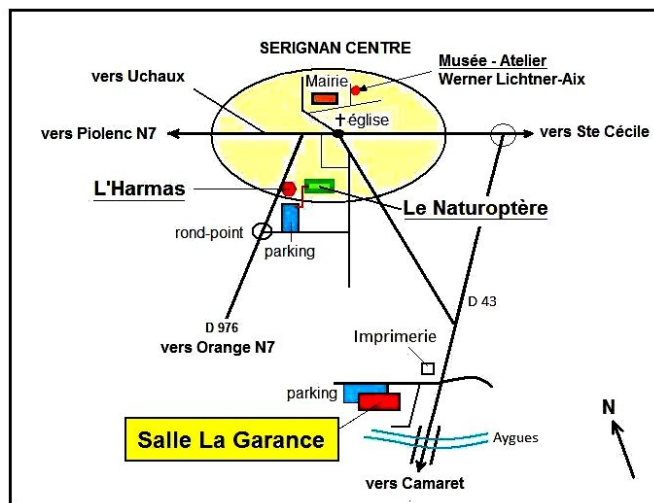 SERIGNAN CENTRE
Musée - Atelier
Werner Lichtner-Aix
vers Uchaux
Mairie
église
vers Piolenc N7
vers Ste Cécile
L'Harmas
Le Naturoptère
rond-point
parking
D 43
D 976
vers Orange N7
Imprimerie
parking
Salle La Garance
N
Aygues
vers Camaret